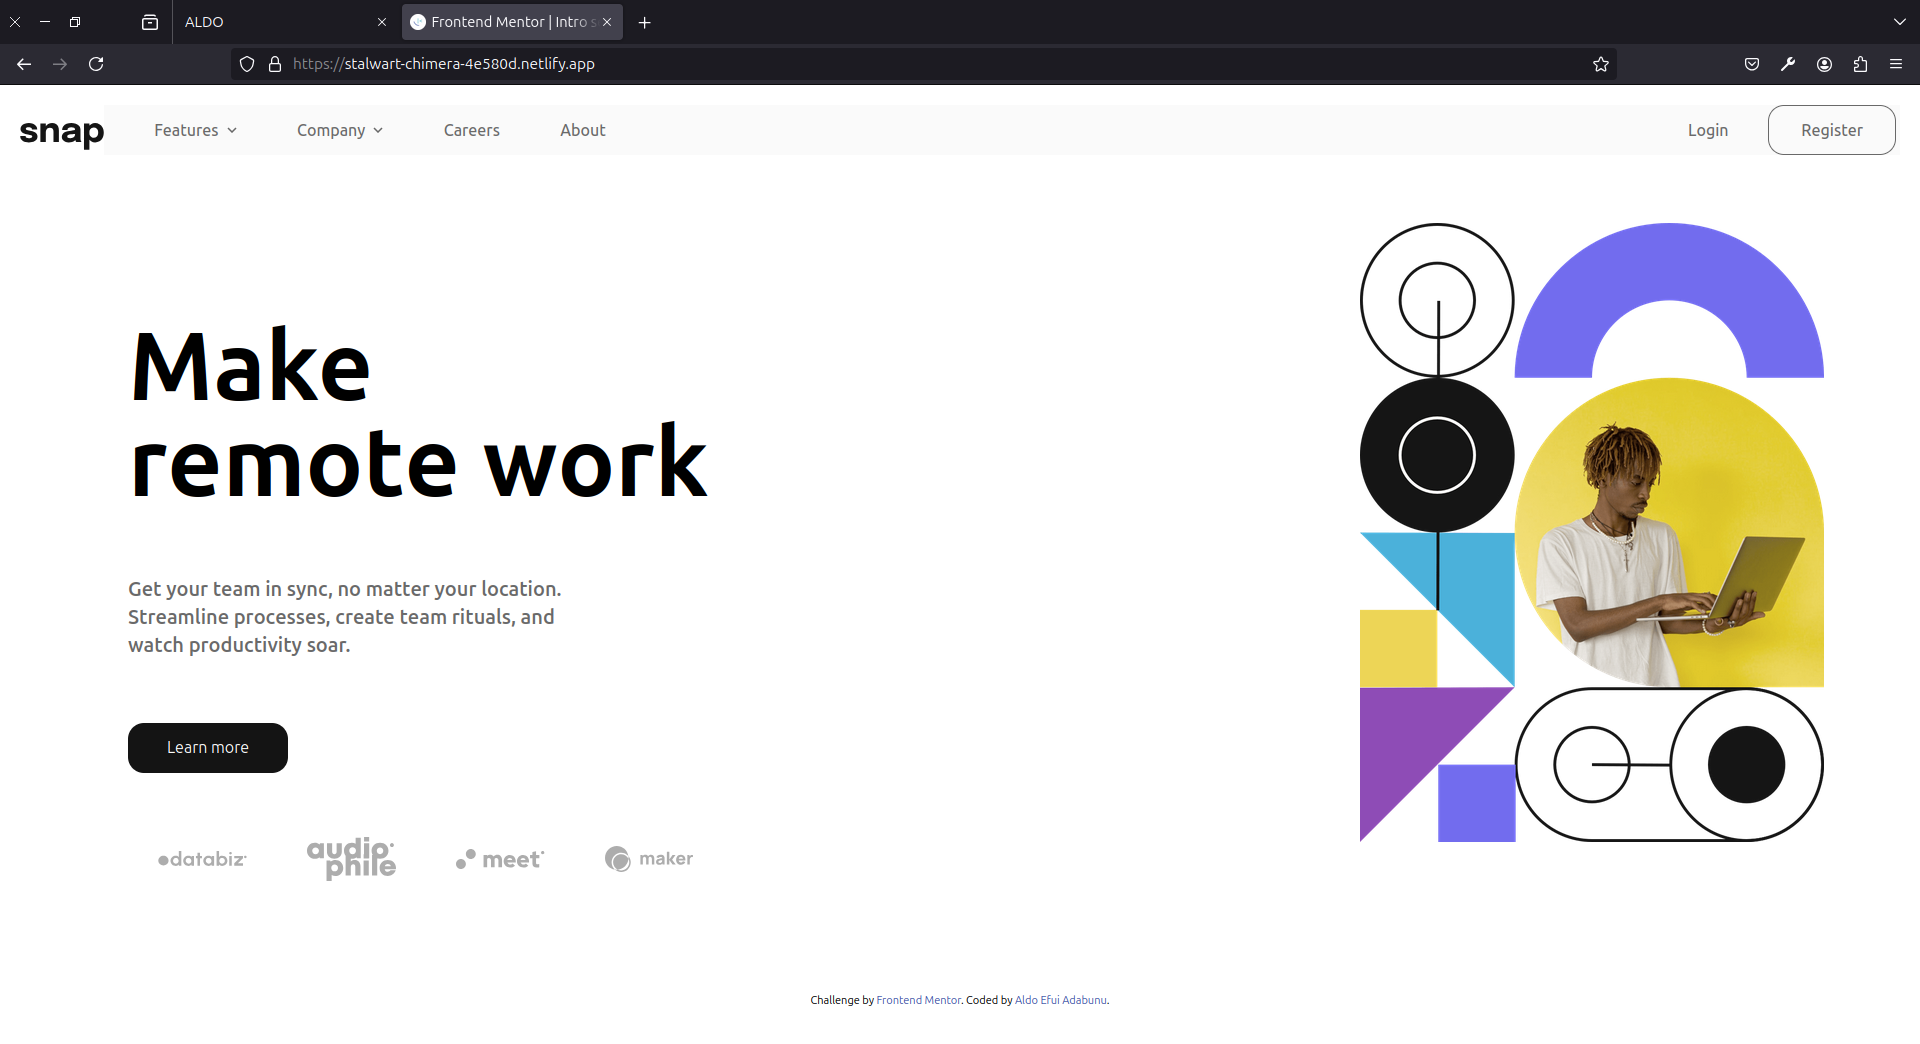 ALDO
Frontend Mentor | Intro s
https://stalwart-chimera-4e580d.netlify.app
snap
Features
Company
Careers
About
Login
Register
Make
remote work
Get your team in sync, no matter your location.
Streamline processes, create team rituals, and
watch productivity soar.
Learn more
databiz
audiophile
meet
maker
Challenge by Frontend Mentor. Coded by Aldo Efui Adabunu.